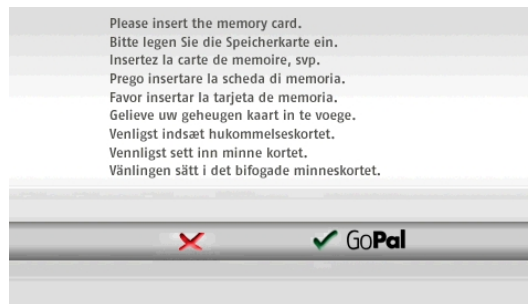 Please insert the memory card.
Bitte legen Sie die Speicherkarte ein.
Insertez la carte de memoire, svp.
Prego insertare la scheda di memoria.
Favor insertar la tarjeta de memoria.
Gelieve uw geheugen kaart in te voege.
Venligst indsæt hukommelseskortet.
Vennligst sett inn minne kortet.
Vänlingen sätt i det bifogade minneskortet.
GoPal